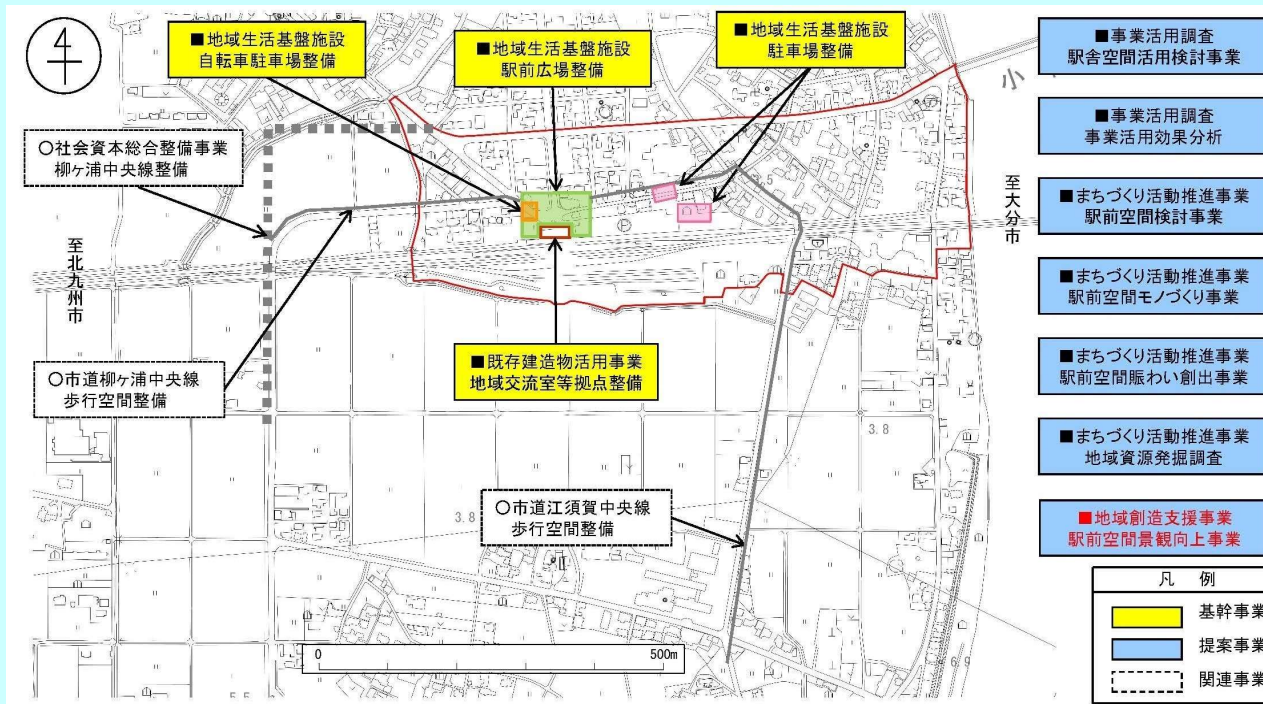 ■地域生活基盤施設
自転車駐車場整備
■地域生活基盤施設
駅前広場整備
■地域生活基盤施設
駐車場整備
○社会資本総合整備事業
柳ヶ浦中央線整備
至北九州市
至大分市
小
P
○市道柳ヶ浦中央線
歩行空間整備
■既存建造物活用事業
地域交流室等拠点整備
○市道江須賀中央線
歩行空間整備
3.8
3.8
5.5
6.9
0
500m
■事業活用調査
駅舎空間活用検討事業
■事業活用調査
事業活用効果分析
■まちづくり活動推進事業
駅前空間検討事業
■まちづくり活動推進事業
駅前空間モノづくり事業
■まちづくり活動推進事業
駅前空間賑わい創出事業
■まちづくり活動推進事業
地域資源発掘調査
■地域創造支援事業
駅前空間景観向上事業
凡 例
基幹事業
提案事業
関連事業